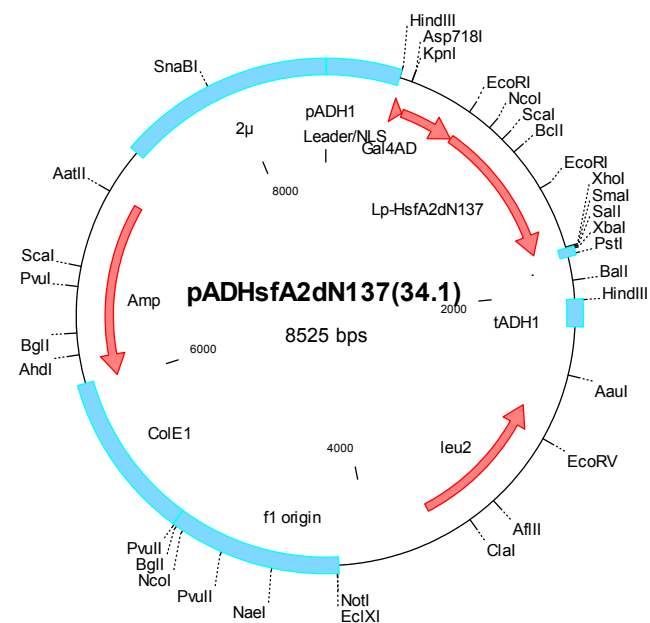 HindIII
Asp718I
KpnI
SnaBI
EcoRI
NcoI
ScaI
BclI
pADH1
2µ
Leader/NLS
Gal4AD
EcoRI
XhoI
SmaI
SalI
XbaI
PstI
AatII
8000
Lp-HsfA2dN137
ScaI
PvuI
BalI
HindIII
Amp
pADHsfA2dN137(34.1)
2000
tADH1
8525 bps
BglI
AhdI
6000
AauI
ColE1
leu2
4000
EcoRV
f1 origin
AflII
ClaI
PvuII
BglI
NcoI
PvuII
NaeI
NotI
EclXI